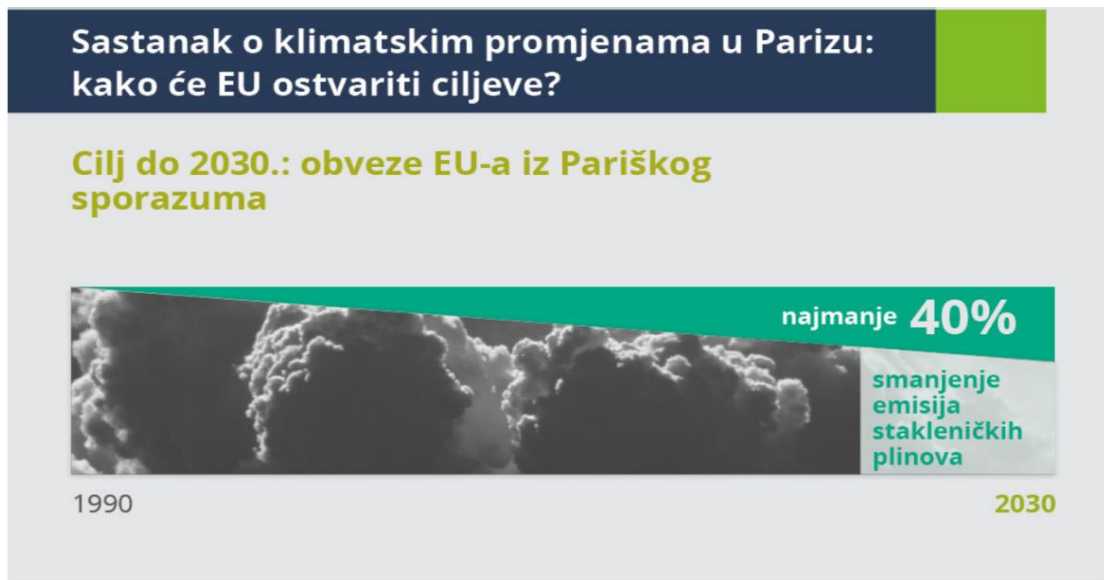 Sastanak o klimatskim promjenama u Parizu:
kako će EU ostvariti ciljeve?
Cilj do 2030.: obveze EU-a iz Pariškog
sporazuma
najmanje 40%
smanjenje
emisija
stakleničkih
plinova
1990
2030